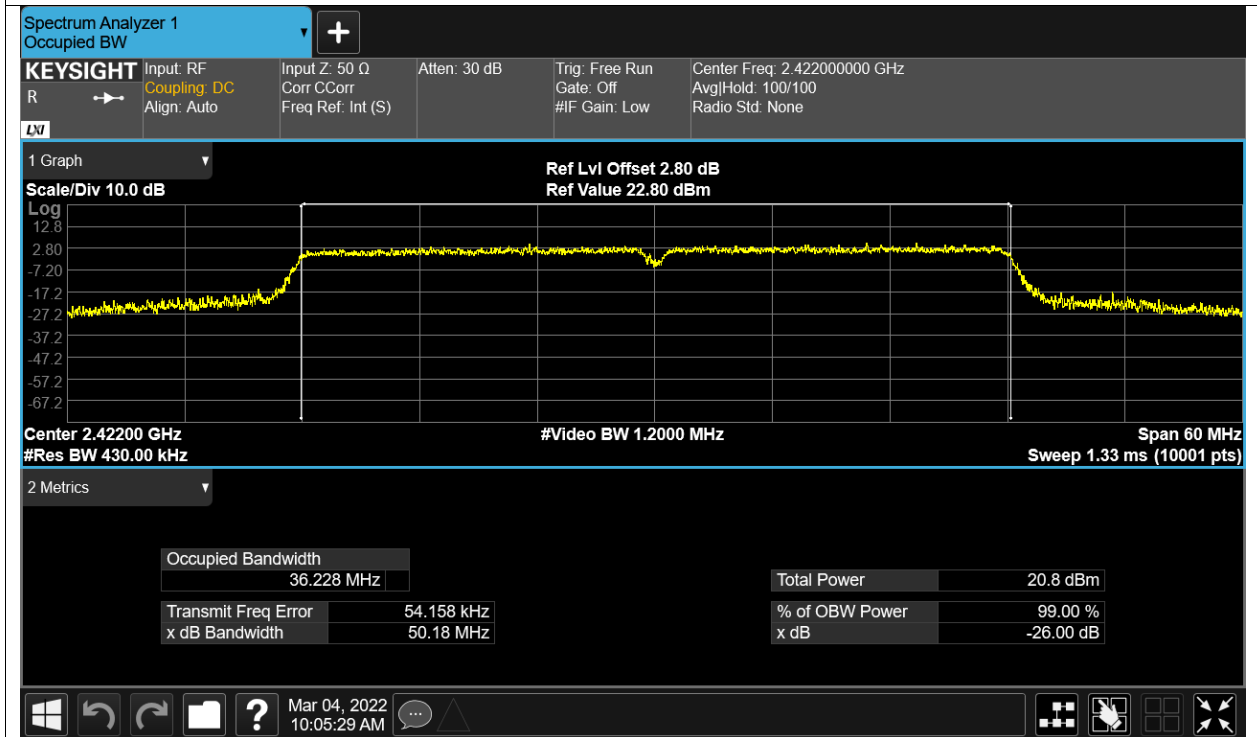 Spectrum Analyzer 1
Occupied BW
KEYSIGHT
R
LXI
Input: RF
Coupling: DC
Align: Auto
Input Z: 50 Ω
Corr CCorr
Freq Ref: Int (S)
Atten: 30 dB
Trig: Free Run
Gate: Off
#IF Gain: Low
Center Freq: 2.422000000 GHz
Avg|Hold: 100/100
Radio Std: None
1 Graph
Ref Lvl Offset 2.80 dB
Scale/Div 10.0 dB
Ref Value 22.80 dBm
Log
12.8
2.80
-7.20
-17.2
-27.2
-37.2
-47.2
-57.2
-67.2
Center 2.42200 GHz
#Video BW 1.2000 MHz
Span 60 MHz
#Res BW 430.00 kHz
Sweep 1.33 ms (10001 pts)
2 Metrics
Occupied Bandwidth
36.228 MHz
Total Power 20.8 dBm
Transmit Freq Error 54.158 kHz
% of OBW Power 99.00 %
x dB Bandwidth 50.18 MHz
x dB -26.00 dB
?
Mar 04, 2022
10:05:29 AM